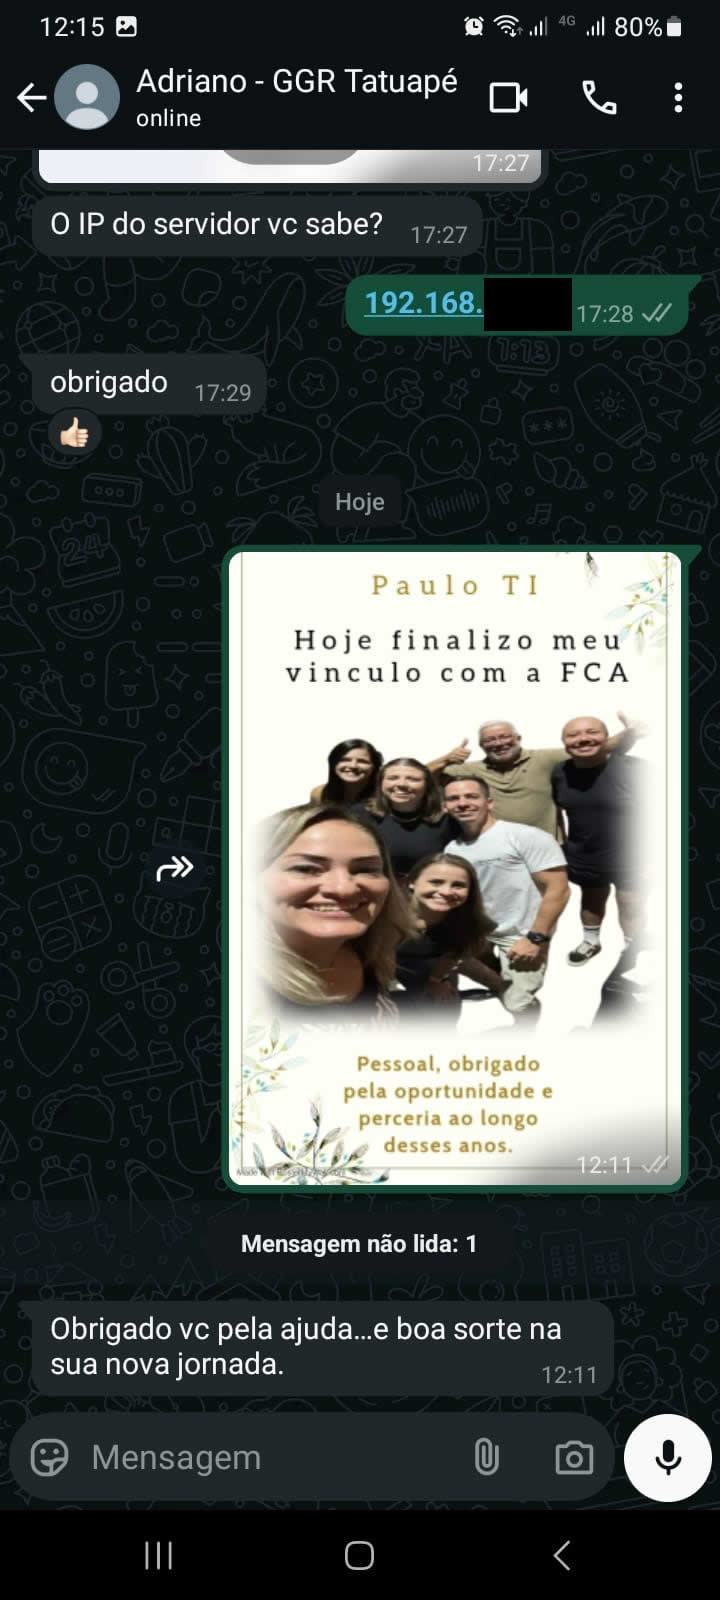 12:15
4G
80%
Adriano - GGR Tatuapé
online
17:27
O IP do servidor vc sabe?
17:27
192.168.
17:28
obrigado
17:29
Hoje
Paulo TI
Hoje finalizo meu
vinculo com a FCA
Pessoal, obrigado
pela oportunidade e
perceria ao longo
desses anos.
12:11
Mensagem não lida: 1
Obrigado vc pela ajuda...e boa sorte na
sua nova jornada.
12:11
Mensagem